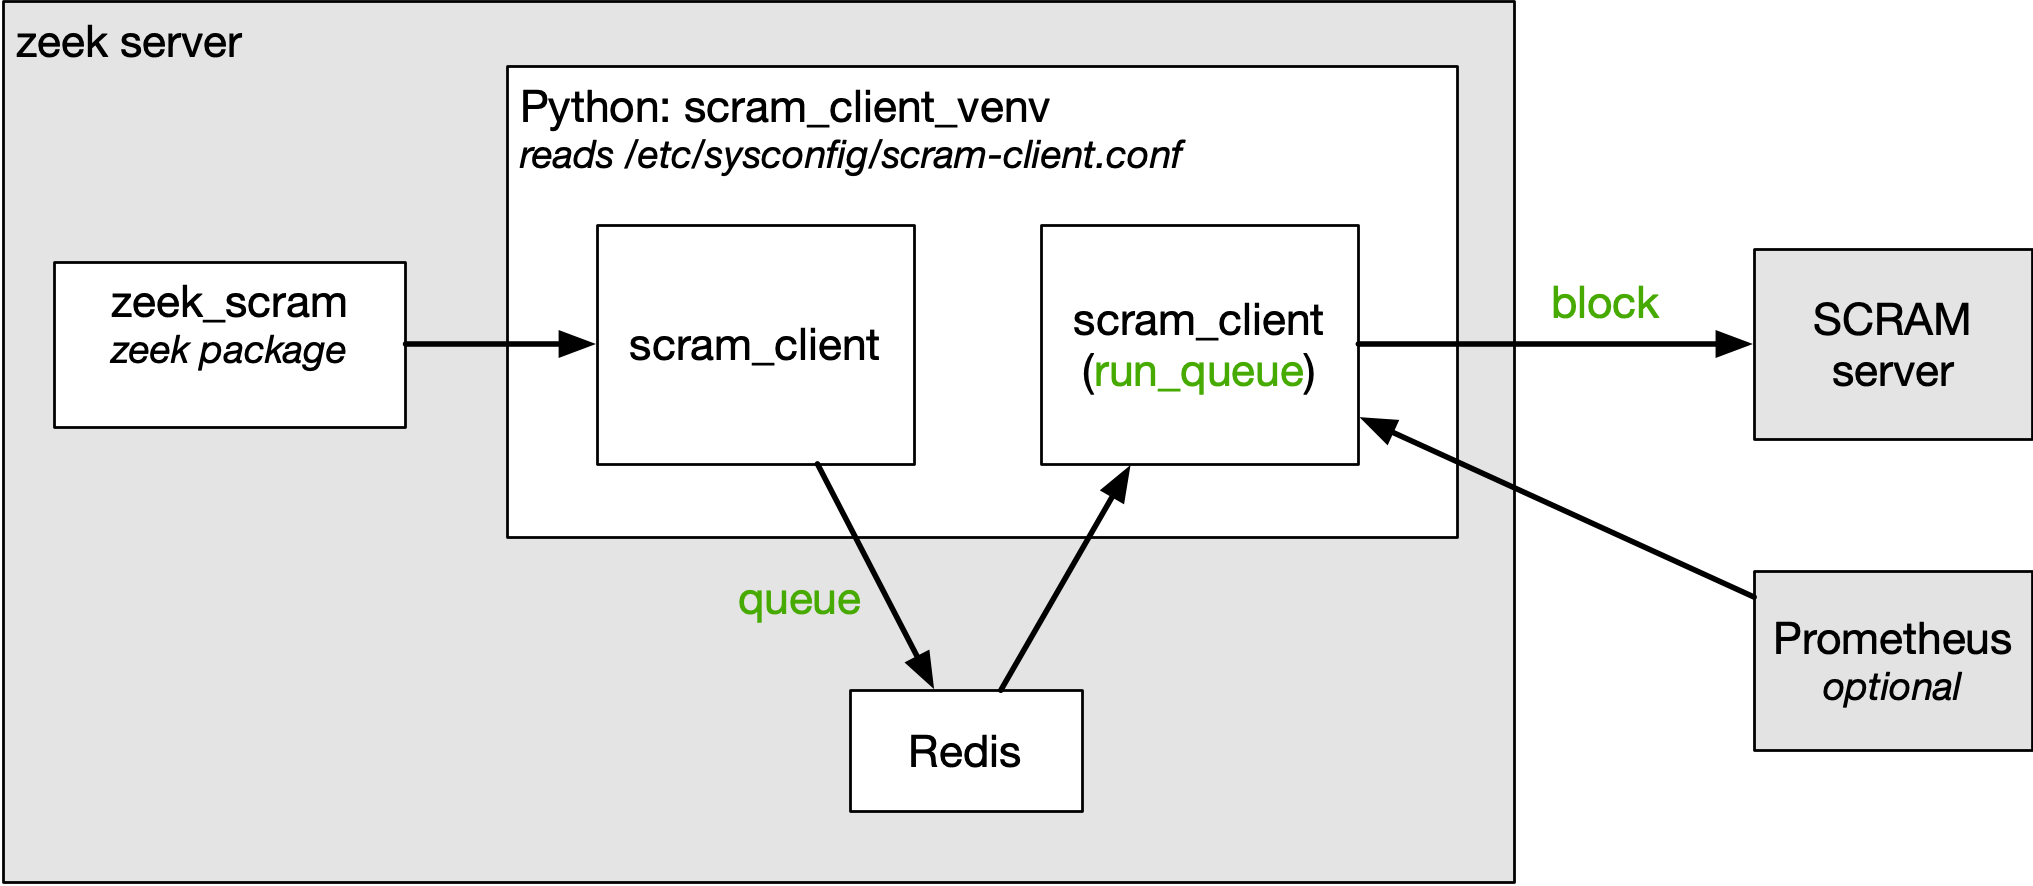 zeek server
Python: scram_client_venv
reads /etc/sysconfig/scram-client.conf
zeek_scram
zeek package
scram_client
scram_client
(run_queue)
block
SCRAM
server
queue
Prometheus
optional
Redis